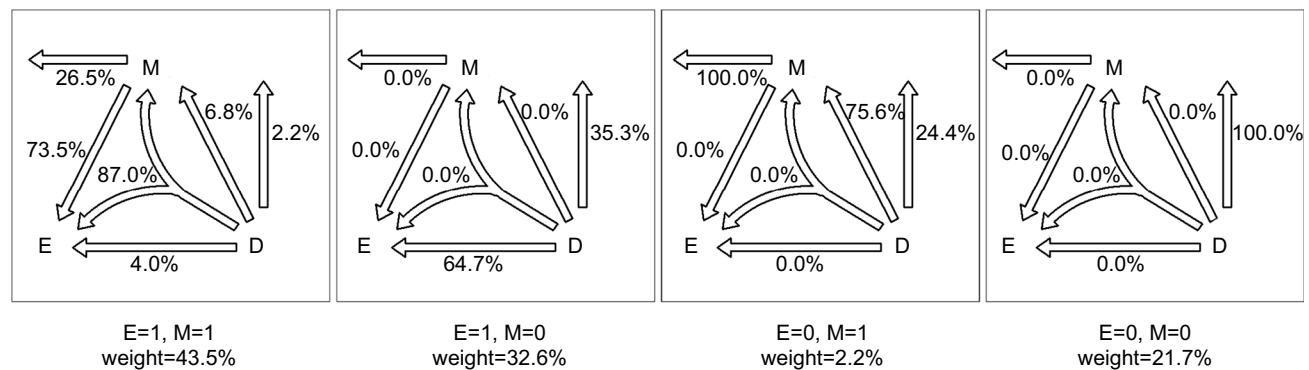 M
26.5%
6.8%
2.2%
73.5%
87.0%
E
D
4.0%
E=1, M=1
weight=43.5%
M
0.0%
0.0%
35.3%
0.0%
0.0%
E
D
64.7%
E=1, M=0
weight=32.6%
M
100.0%
75.6%
24.4%
0.0%
0.0%
E
D
0.0%
E=0, M=1
weight=2.2%
M
0.0%
0.0%
100.0%
0.0%
0.0%
E
D
0.0%
E=0, M=0
weight=21.7%